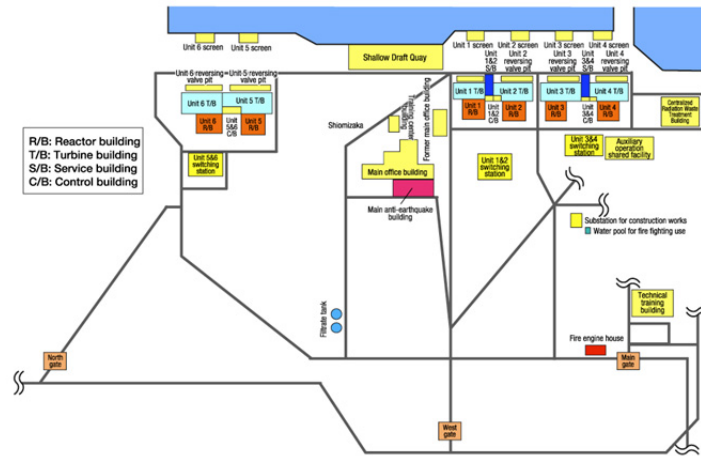 Unit 6 screen
Unit 5 screen
Shallow Draft Quay
Unit 1 screen
Unit 2 screen
Unit 3 screen
Unit 4 screen
Unit 1 reversing valve pit
Unit
1&2
S/B
Unit 2 reversing valve pit
Unit 3 reversing valve pit
Unit
3&4
S/B
Unit 4 reversing valve pit
Unit 6 reversing
valve pit
Unit 5 reversing
valve pit
Unit 6 T/B
Unit 5 T/B
Unit 6 R/B
Unit
5&6
C/B
Unit 5 R/B
Unit 1 T/B
Unit 2 T/B
Unit 3 T/B
Unit 4 T/B
Unit 1 R/B
Unit
1&2
C/B
Unit 2 R/B
Unit 3 R/B
Unit
3&4
C/B
Unit 4 R/B
Centralized
Radiation Waste
Treatment
Building
R/B: Reactor building
T/B: Turbine building
S/B: Service building
C/B: Control building
Shiomizaka
Training center
building
Former main office building
Unit 5&6
switching
station
Main office building
Main anti-earthquake
building
Unit 1&2
switching
station
Unit 3&4
switching
station
Auxiliary
operation
shared facility
Substation for construction works
Water pool for fire fighting use
Technical
training
building
Filtrate tank
Fire engine house
North
gate
Main
gate
West
gate